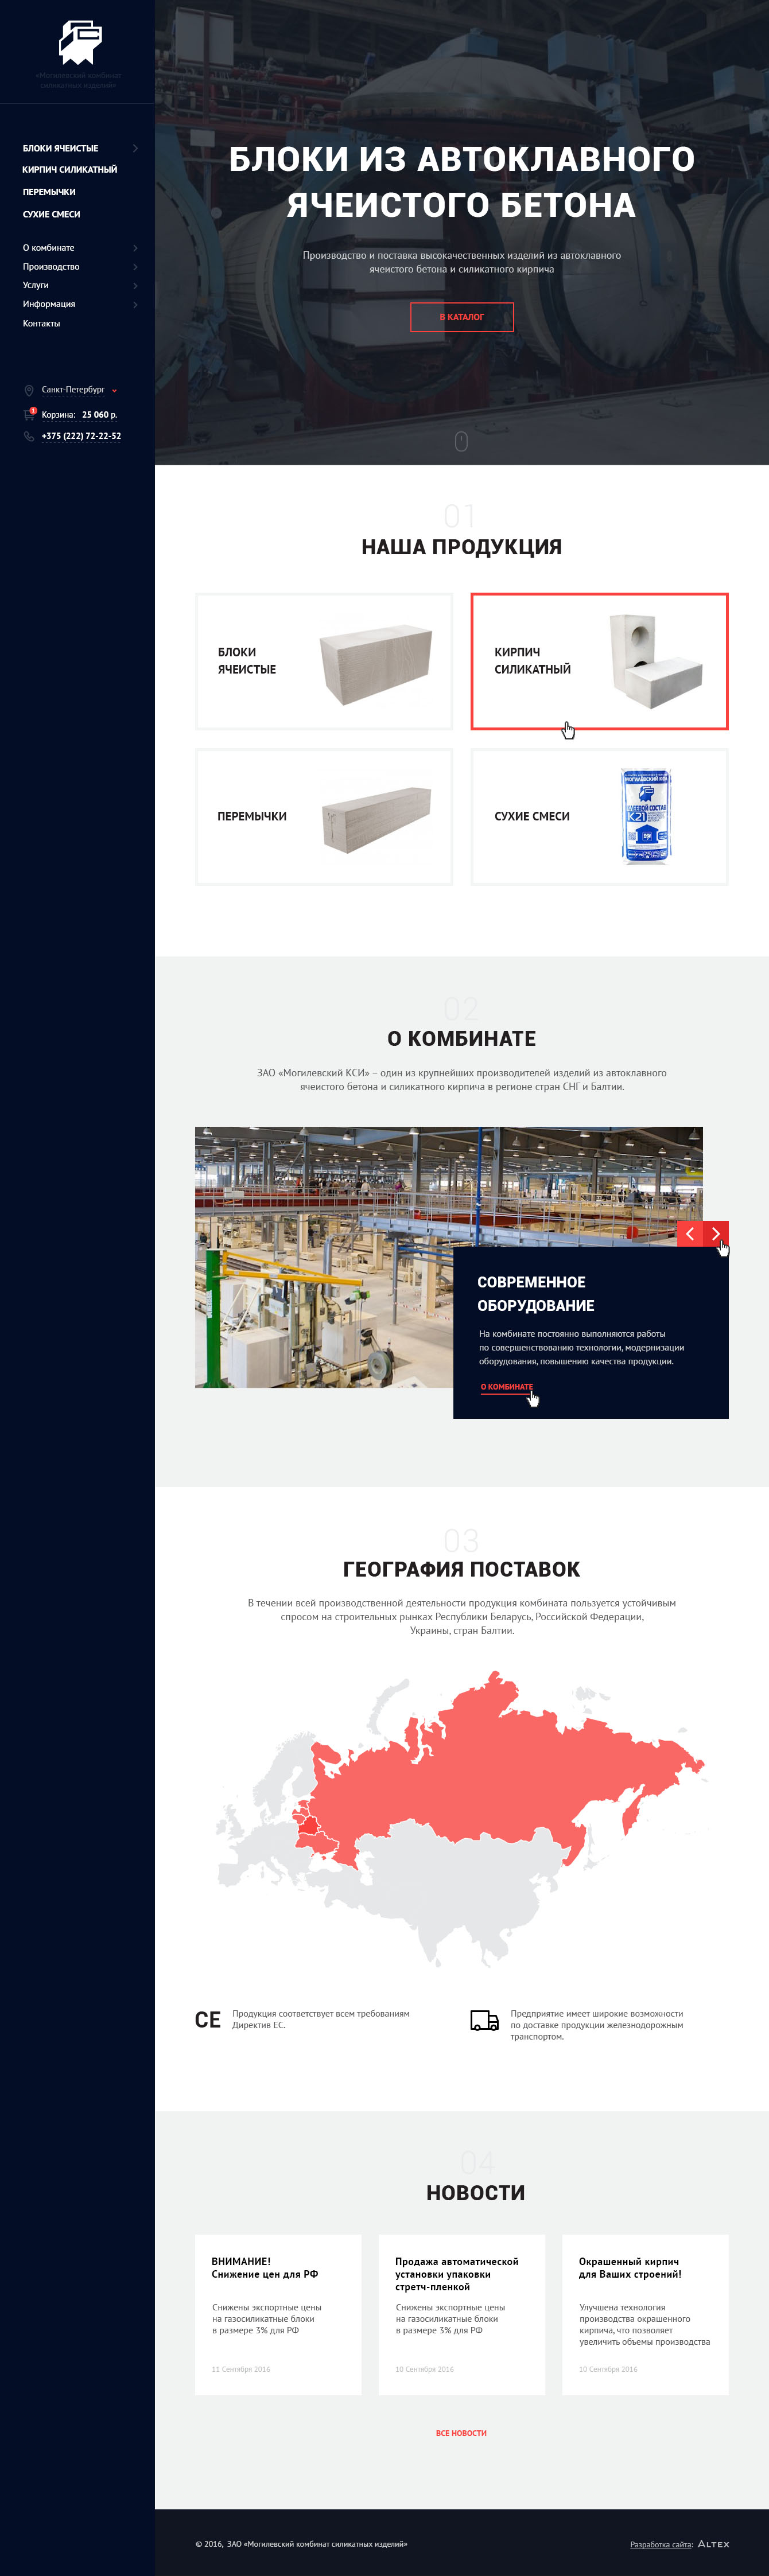 «Могилевский комбинат
силикатных изделий»
БЛОКИ ЯЧЕИСТЫЕ
КИРПИЧ СИЛИКАТНЫЙ
ПЕРЕМЫЧКИ
СУХИЕ СМЕСИ
О комбинате
Производство
Услуги
Информация
Контакты
Санкт-Петербург
1
Корзина: 25 060 р.
+375 (222) 72-22-52
БЛОКИ ИЗ АВТОКЛАВНОГО
ЯЧЕИСТОГО БЕТОНА
Производство и поставка высокачественных изделий из автоклавного
ячеистого бетона и силикатного кирпича
В КАТАЛОГ
01
НАША ПРОДУКЦИЯ
БЛОКИ
ЯЧЕИСТЫЕ
КИРПИЧ
СИЛИКАТНЫЙ
ПЕРЕМЫЧКИ
СУХИЕ СМЕСИ
МОГИЛЕВСКИЙ КСИ
КЛЕЕВОЙ СОСТАВ
К21
02
О КОМБИНАТЕ
ЗАО «Могилевский КСИ» – один из крупнейших производителей изделий из автоклавного
ячеистого бетона и силикатного кирпича в регионе стран СНГ и Балтии.
СОВРЕМЕННОЕ
ОБОРУДОВАНИЕ
На комбинате постоянно выполняются работы
по совершенствованию технологии, модернизации
оборудования, повышению качества продукции.
О КОМБИНАТЕ
03
ГЕОГРАФИЯ ПОСТАВОК
В течении всей производственной деятельности продукция комбината пользуется устойчивым
спросом на строительных рынках Республики Беларусь, Российской Федерации,
Украины, стран Балтии.
CE
Продукция соответствует всем требованиям
Директив ЕС.
Предприятие имеет широкие возможности
по доставке продукции железнодорожным
транспортом.
04
НОВОСТИ
ВНИМАНИЕ!
Снижение цен для РФ
Снижены экспортные цены
на газосиликатные блоки
в размере 3% для РФ
11 Сентября 2016
Продажа автоматической
установки упаковки
стретч-пленкой
Снижены экспортные цены
на газосиликатные блоки
в размере 3% для РФ
10 Сентября 2016
Окрашенный кирпич
для Ваших строений!
Улучшена технология
производства окрашенного
кирпича, что позволяет
увеличить объемы производства
10 Сентября 2016
ВСЕ НОВОСТИ
© 2016, ЗАО «Могилевский комбинат силикатных изделий»
Разработка сайта: ALTEX